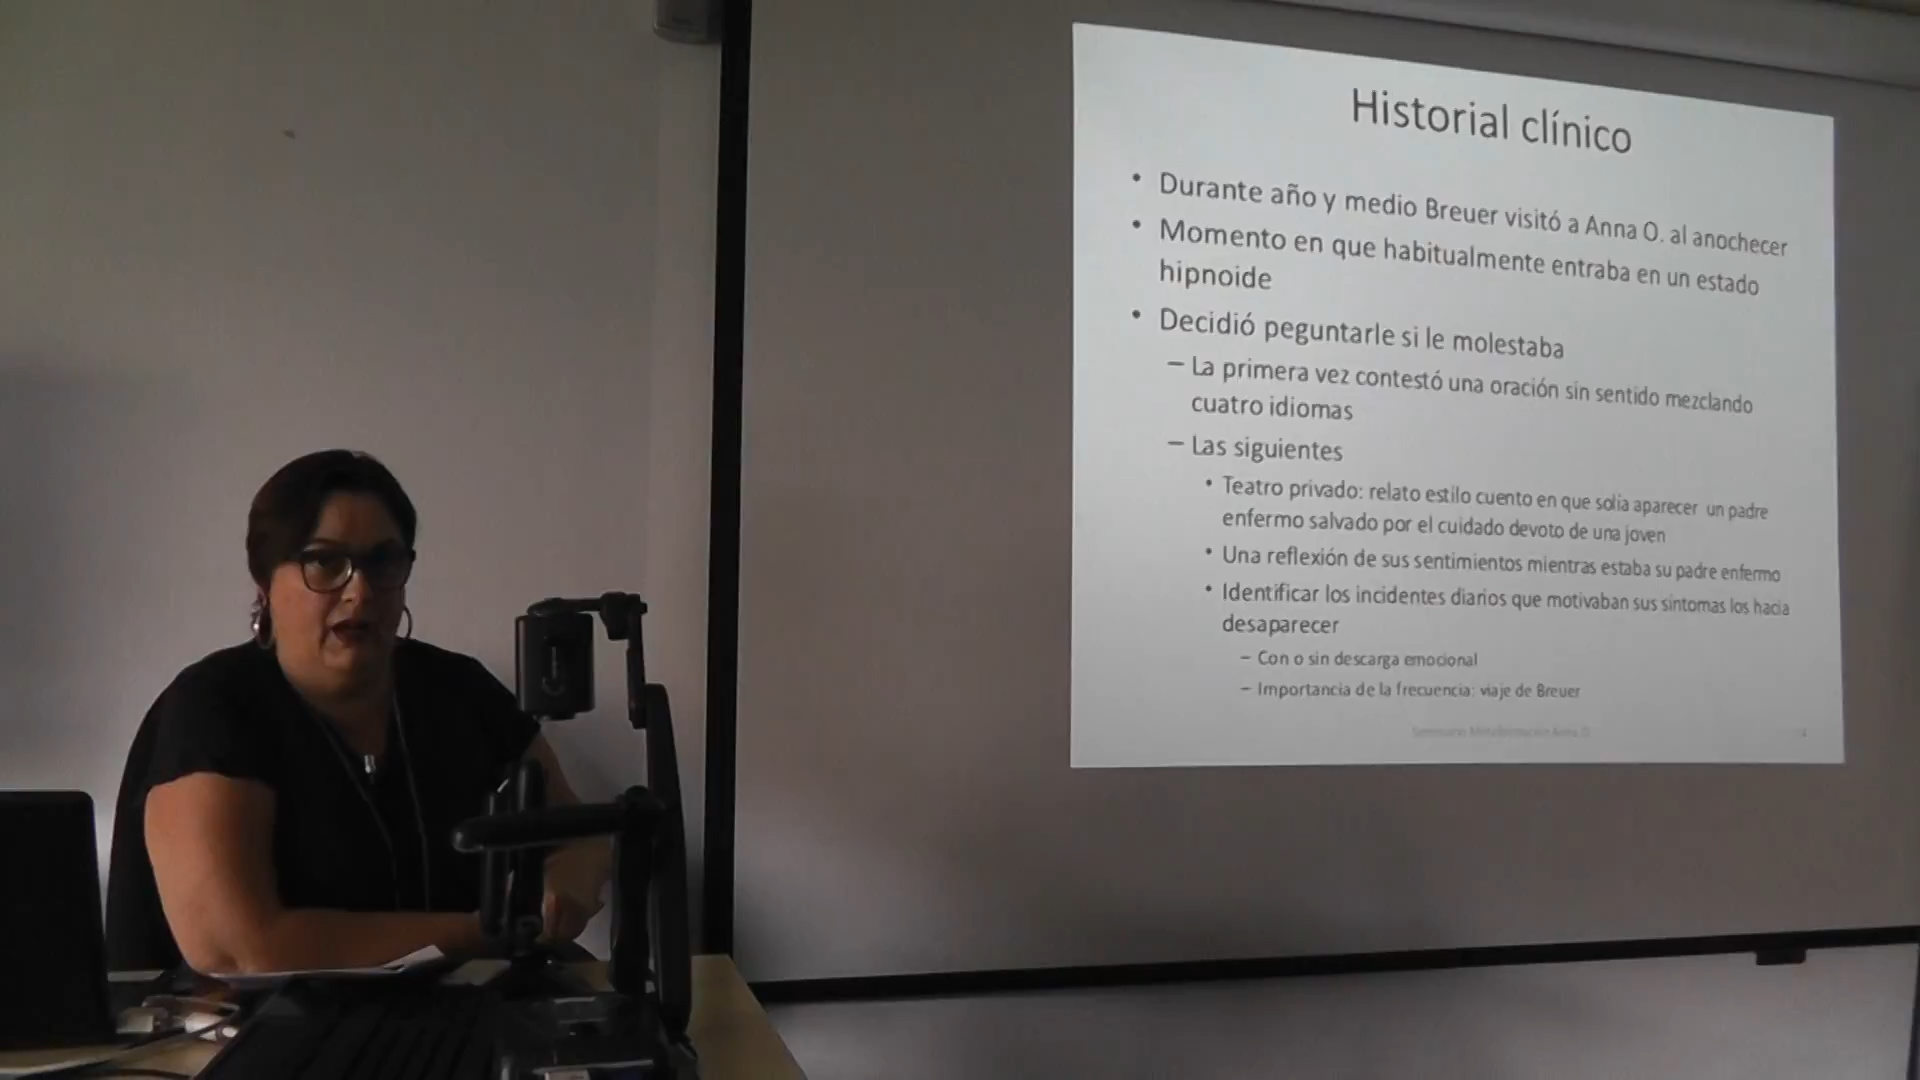 Historial clínico
• Durante año y medio Breuer visitó a Anna O. al anochecer
• Momento en que habitualmente entraba en un estado
hipnoide
• Decidió peguntarle si le molestaba
– La primera vez contestó una oración sin sentido mezclando
cuatro idiomas
– Las siguientes
• Teatro privado: relato estilo cuento en que solía aparecer un padre
enfermo salvado por el cuidado devoto de una joven
• Una reflexión de sus sentimientos mientras estaba su padre enfermo
• Identificar los incidentes diarios que motivaban sus síntomas los hacía
desaparecer
– Con o sin descarga emocional
– Importancia de la frecuencia: viaje de Breuer
Seminario Anna O.